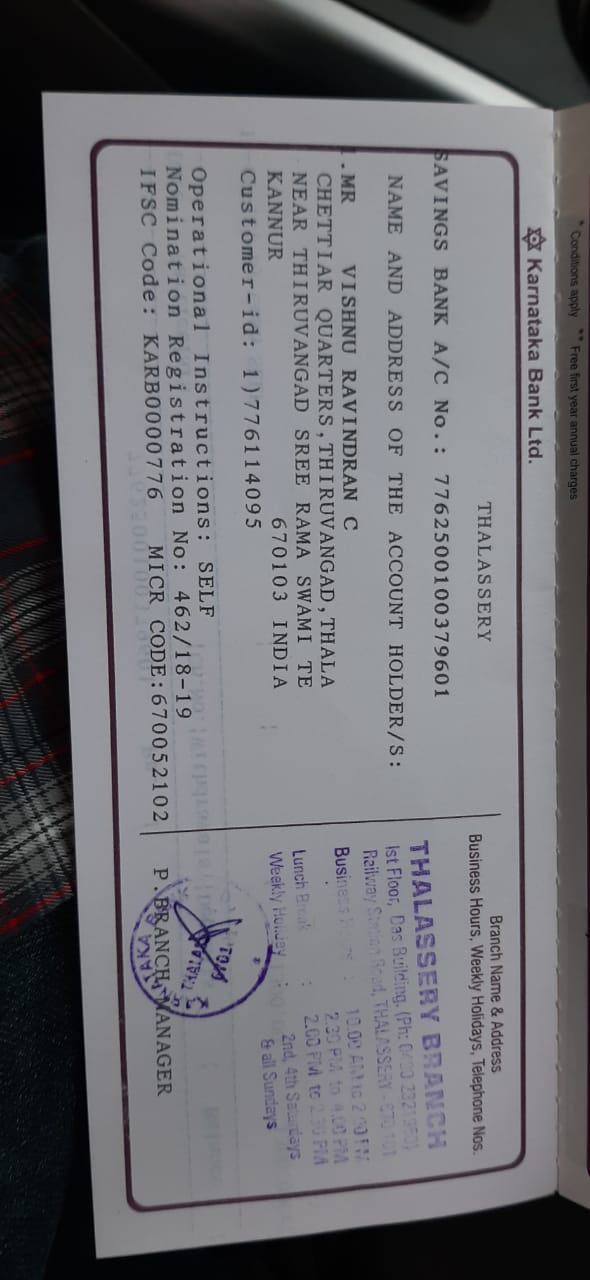 * Conditions apply ** Free first year annual charges
Karnataka Bank Ltd.
THALASSERY
SAVINGS BANK A/C No.: 7762500100379601
NAME AND ADDRESS OF THE ACCOUNT HOLDER/S:
1.MR VISHNU RAVINDRAN C
CHETTIAR QUARTERS,THIRUVANGAD,THALA
NEAR THIRUVANGAD SREE RAMA SWAMI TE
KANNUR 670103 INDIA
Customer-id: 1)776114095
Operational Instructions: SELF
Nomination Registration No: 462/18-19
IFSC Code: KARB0000776 MICR CODE:670052102
Branch Name & Address
Business Hours, Weekly Holidays, Telephone Nos.
THALASSERY BRANCH
Ist Floor, Das Building, (Ph:
Railway Station Road, THALASSERY - 670 101
Business Hours : 10.00 AM to 2.00 PM
2.30 PM to 4.00 PM
Lunch Break : 2.00 PM to 2.30 PM
Weekly Holiday : 2nd, 4th Saturdays
& all Sundays
P.BRANCH MANAGER